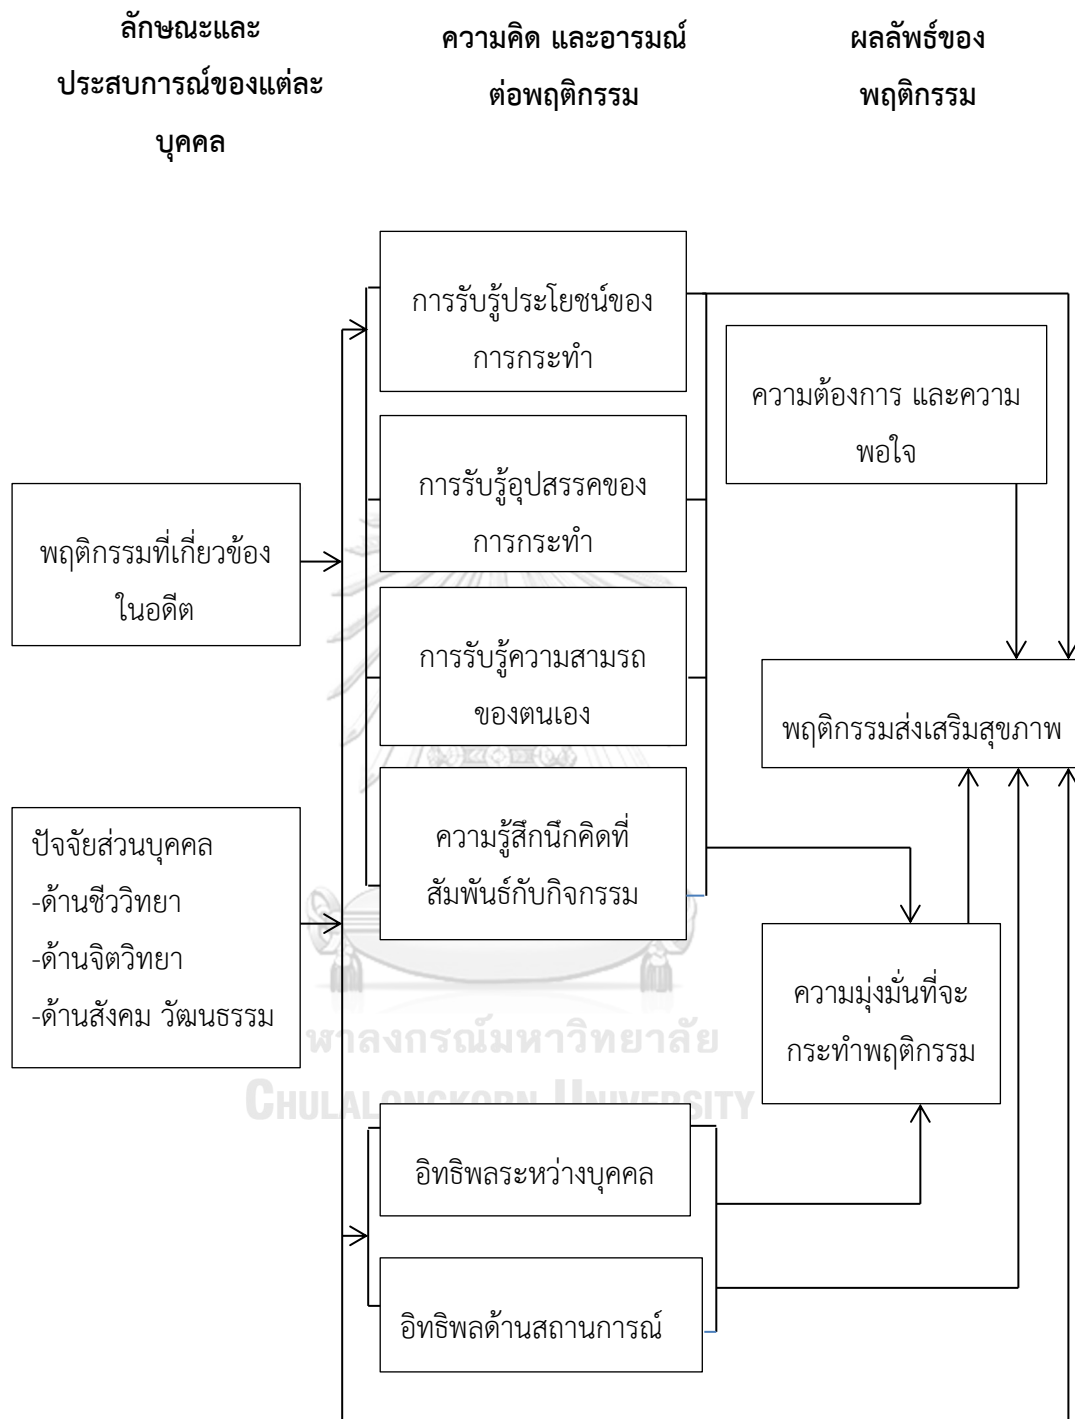 ลักษณะและ
ประสบการณ์ของแต่ละ
บุคคล
ความคิด และอารมณ์
ต่อพฤติกรรม
ผลลัพธ์ของ
พฤติกรรม
การรับรู้ประโยชน์ของ
การกระทำ
ความต้องการ และความ
พอใจ
การรับรู้อุปสรรคของ
การกระทำ
พฤติกรรมที่เกี่ยวข้อง
ในอดีต
การรับรู้ความสามรถ
ของตนเอง
พฤติกรรมส่งเสริมสุขภาพ
ความรู้สึกนึกคิดที่
สัมพันธ์กับกิจกรรม
ปัจจัยส่วนบุคคล
-ด้านชีววิทยา
-ด้านจิตวิทยา
-ด้านสังคม วัฒนธรรม
ความมุ่งมั่นที่จะ
กระทำพฤติกรรม
จุฬาลงกรณ์มหาวิทยาลัย
CHULALONGKORN UNIVERSITY
อิทธิพลระหว่างบุคคล
อิทธิพลด้านสถานการณ์